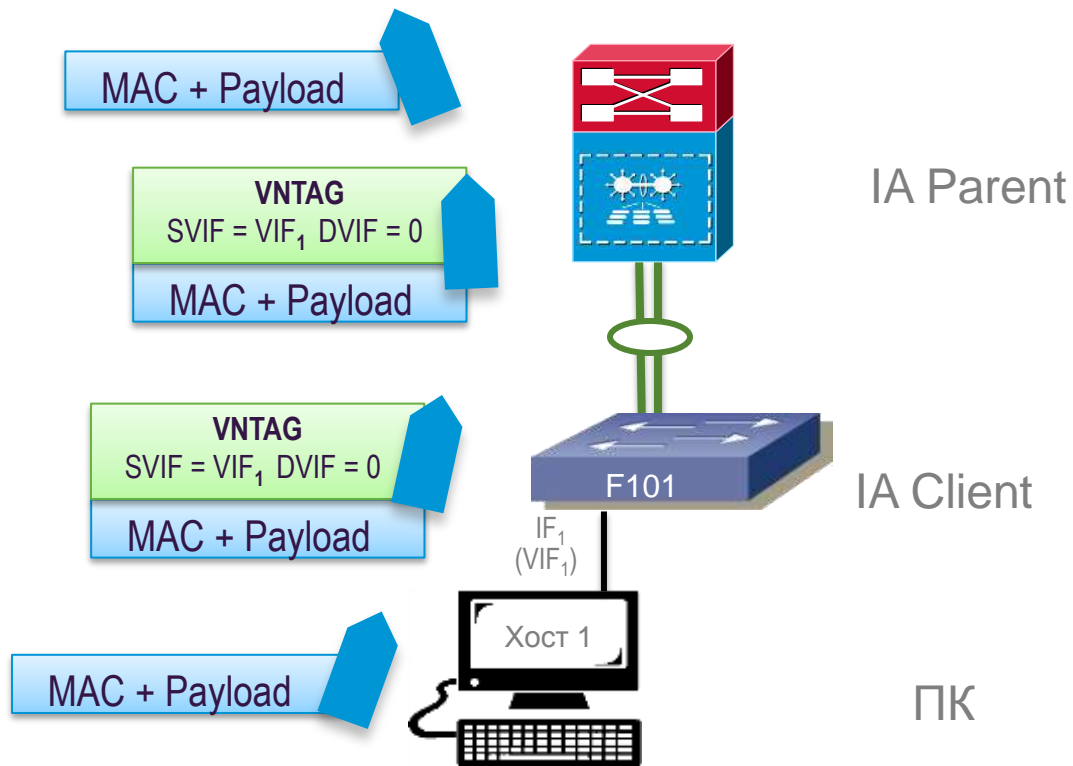 MAC + Payload
IA Parent
VNTAG
SVIF = VIF₁ DVIF = 0
MAC + Payload
VNTAG
SVIF = VIF₁ DVIF = 0
MAC + Payload
F101
IA Client
IF₁
(VIF₁)
Хост 1
MAC + Payload
ПК